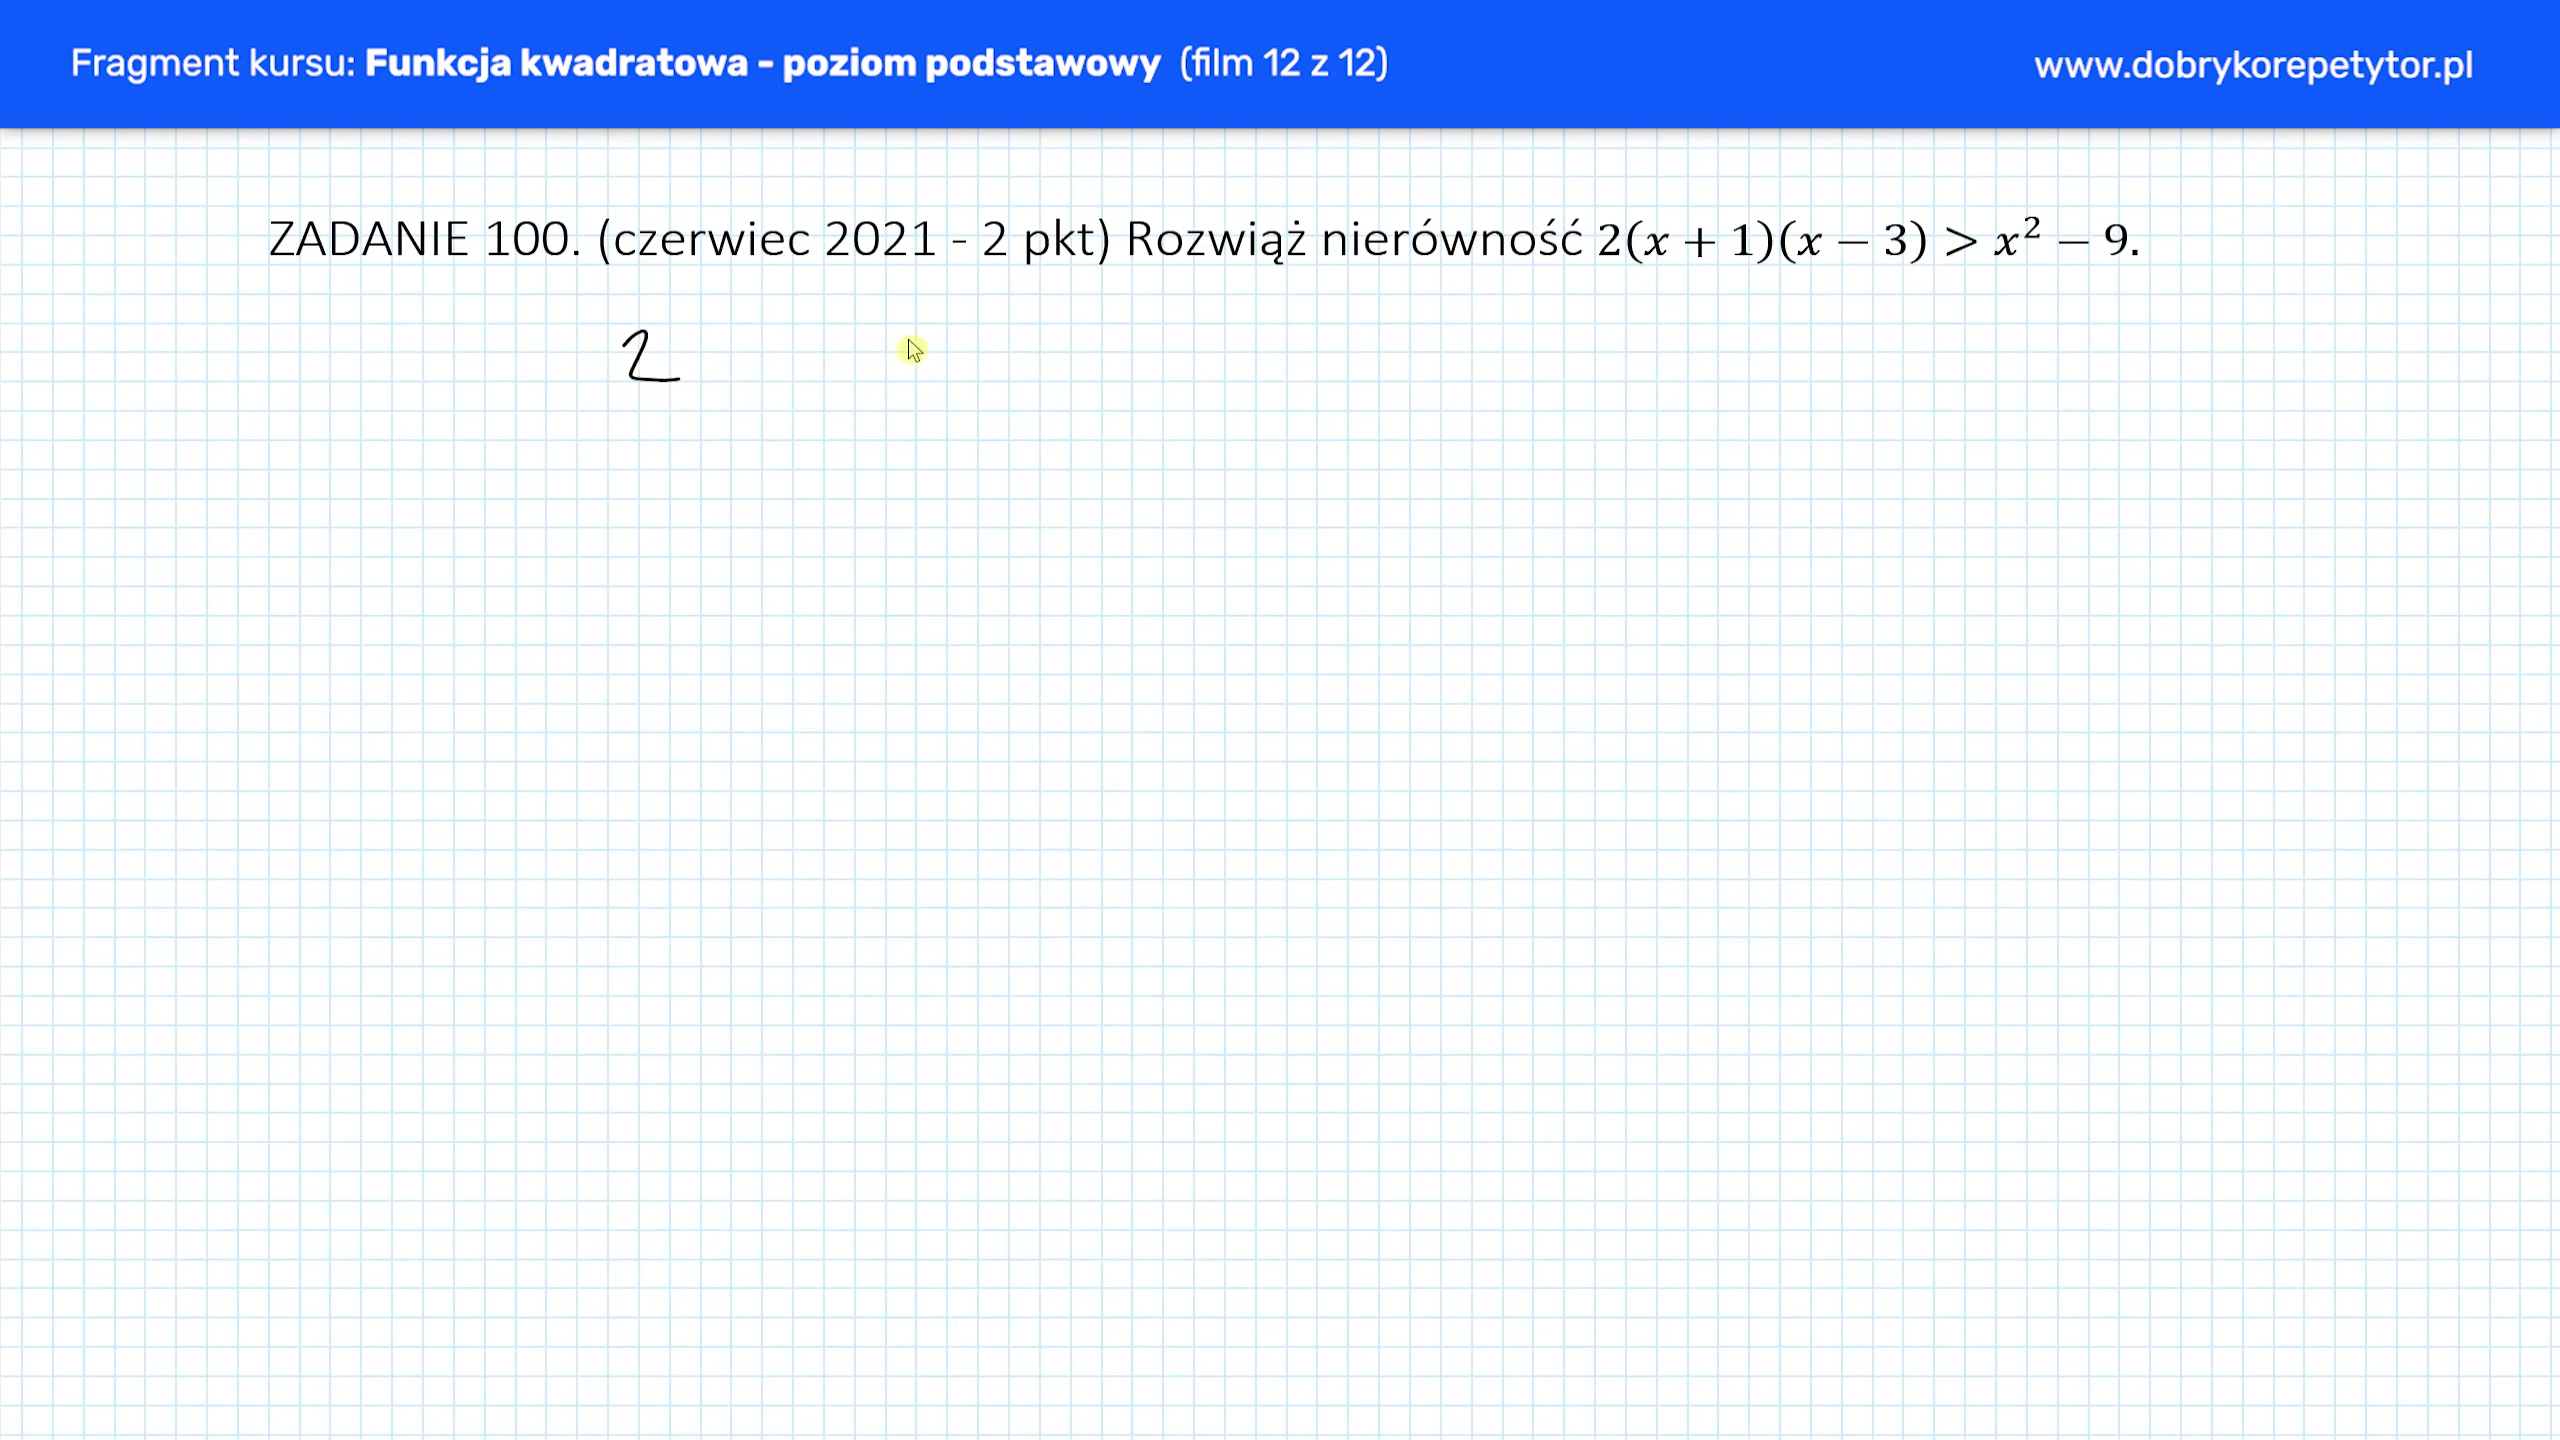 Fragment kursu: Funkcja kwadratowa - poziom podstawowy (film 12 z 12)
www.dobrykorepetytor.pl
ZADANIE 100. (czerwiec 2021 - 2 pkt) Rozwiąż nierówność 2(x + 1)(x − 3) > x² − 9.
2